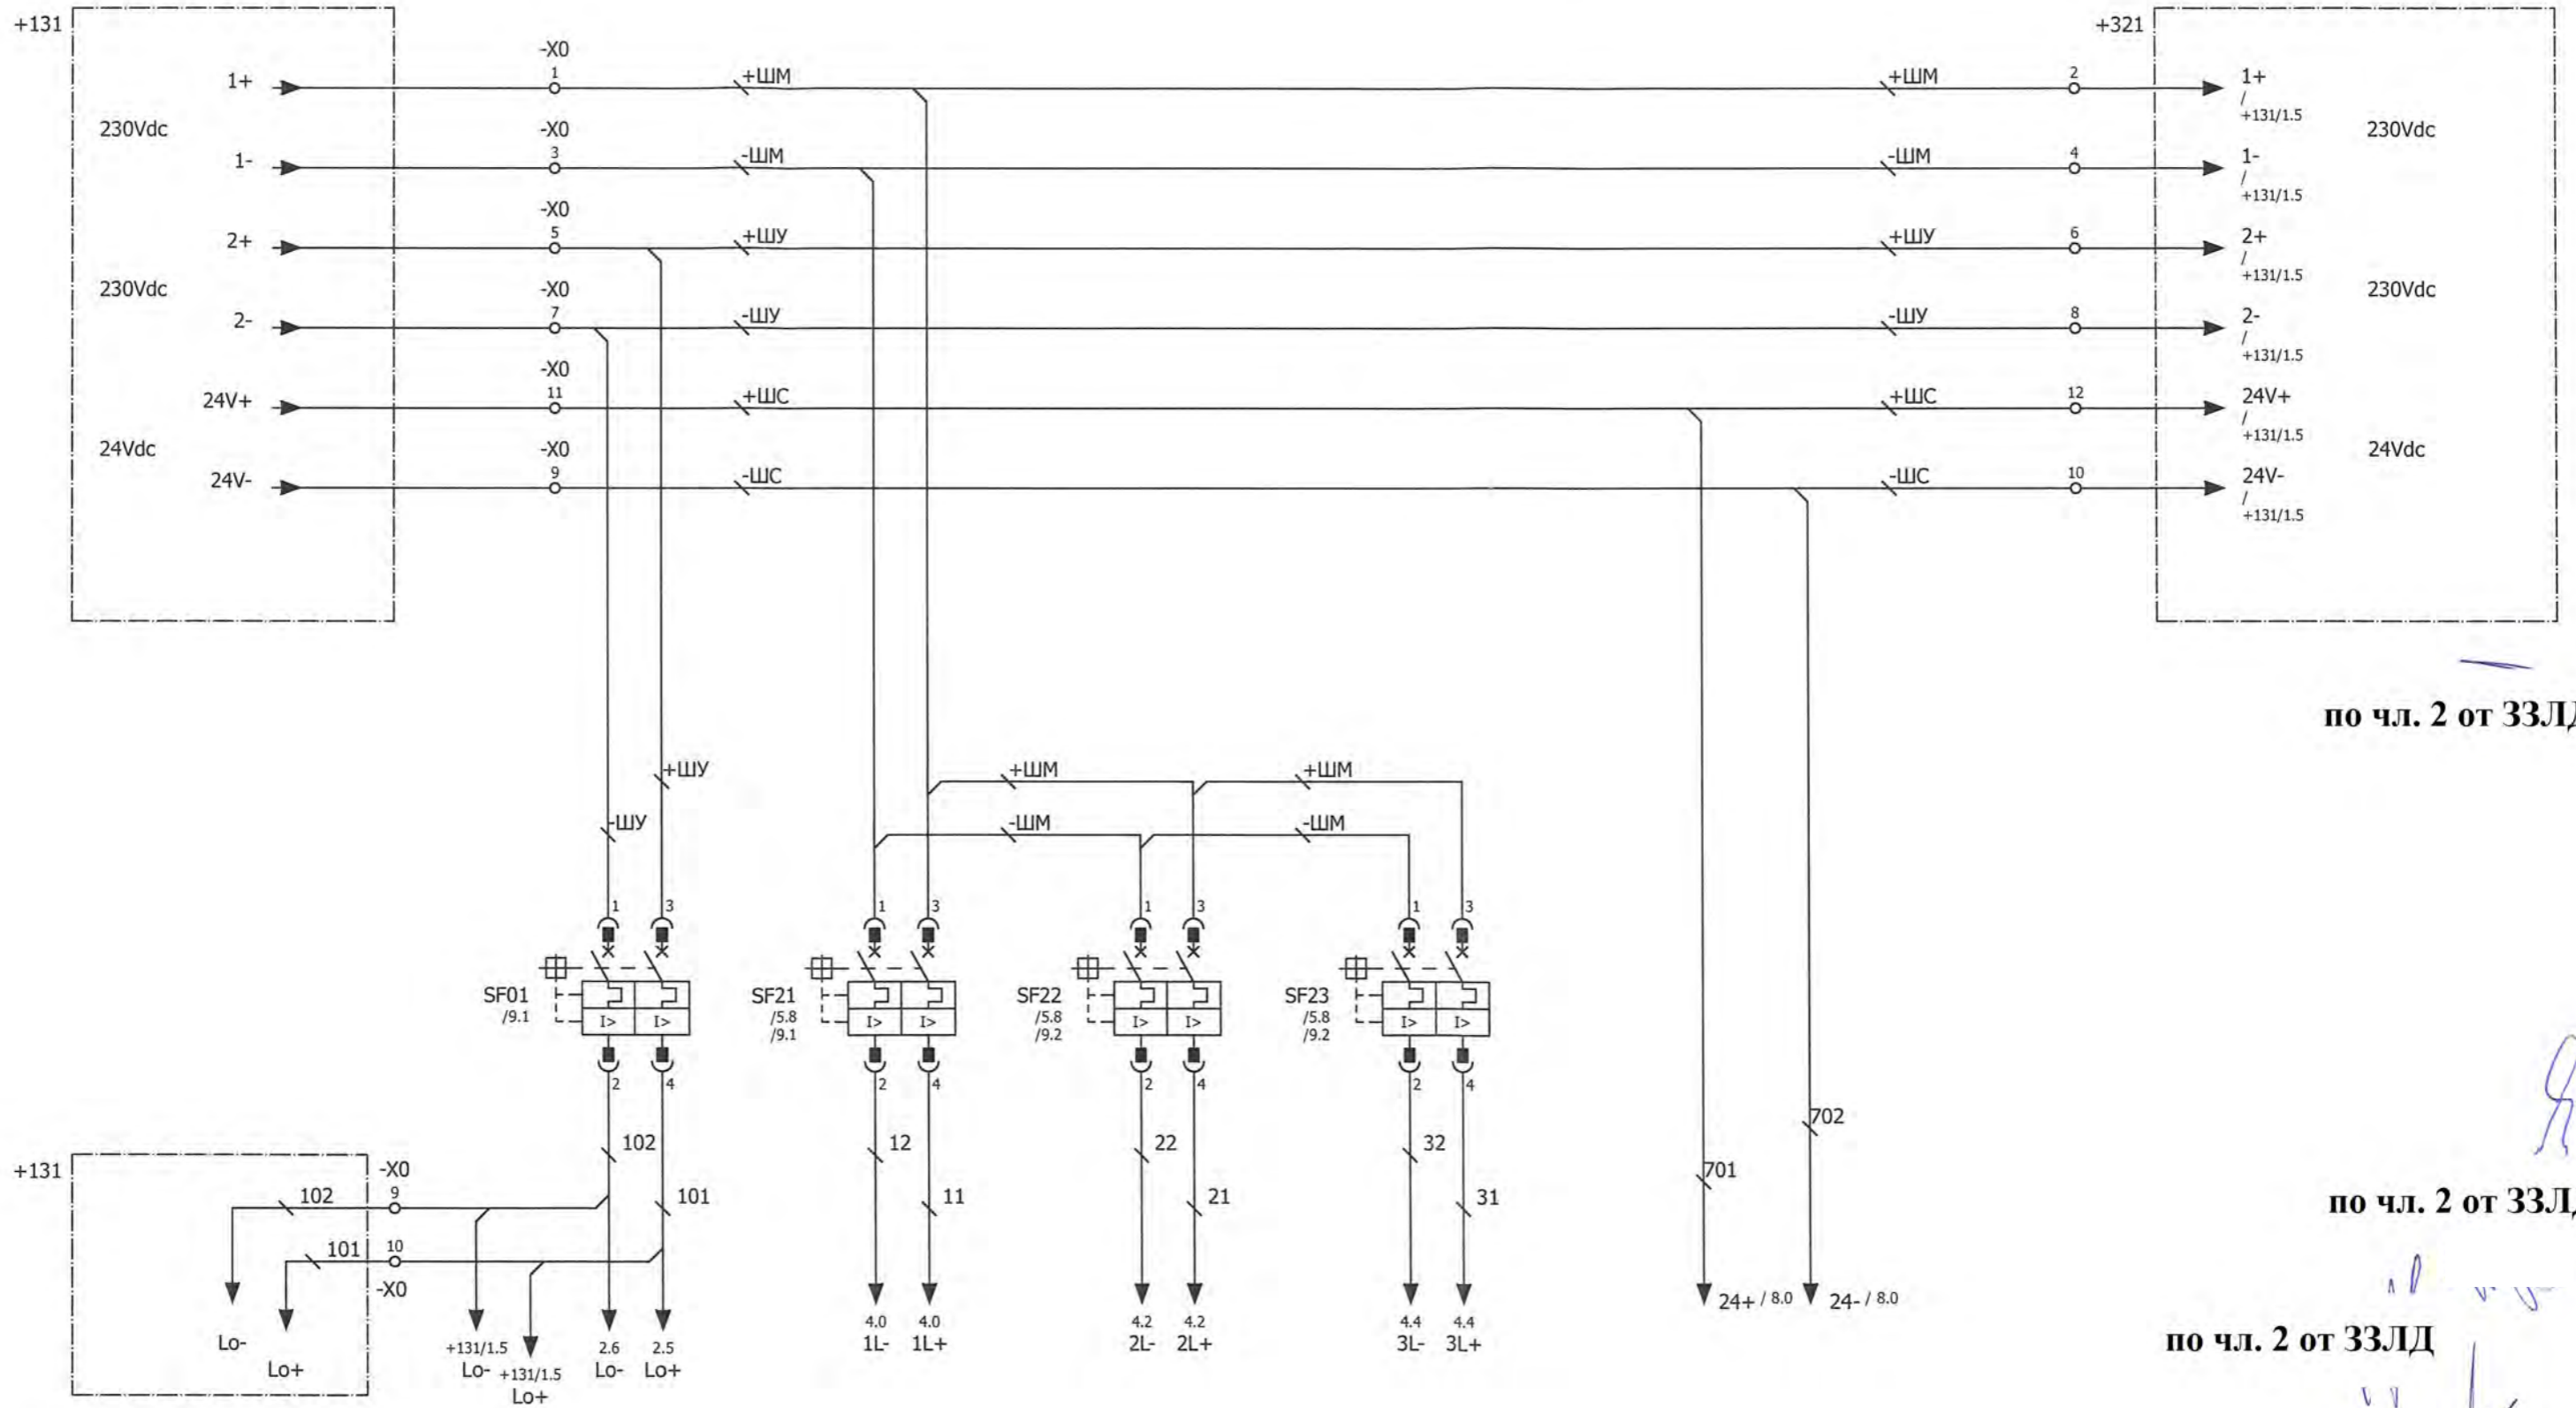 +131
+321
-X0
1+ 1 +ШМ +ШМ 2 1+
/
+131/1.5
230Vdc 230Vdc
-X0
1- 3 -ШМ -ШМ 4 1-
/
+131/1.5
-X0
2+ 5 +ШУ +ШУ 6 2+
/
+131/1.5
230Vdc 230Vdc
-X0
2- 7 -ШУ -ШУ 8 2-
/
+131/1.5
-X0
24V+ 11 +ШС +ШС 12 24V+
/
+131/1.5
24Vdc 24Vdc
-X0
24V- 9 -ШС -ШС 10 24V-
/
+131/1.5
по чл. 2 от ЗЗЛД
+ШУ +ШМ +ШМ
-ШУ -ШМ -ШМ
1 3 1 3 1 3 1 3
SF01
/9.1
I> I>
SF21
/5.8
/9.1
I> I>
SF22
/5.8
/9.2
I> I>
SF23
/5.8
/9.2
I> I>
2 4 2 4 2 4 2 4
702
102 12 22 32
+131 -X0 701
102 9 101 11 21 31
по чл. 2 от ЗЗЛД
101 10
-X0
24+ / 8.0 24- / 8.0
4.0 4.0 4.2 4.2 4.4 4.4
1L- 1L+ 2L- 2L+ 3L- 3L+
Lo-
Lo+
+131/1.5
Lo-
+131/1.5
Lo+
2.6
Lo-
2.5
Lo+
по чл. 2 от ЗЗЛД